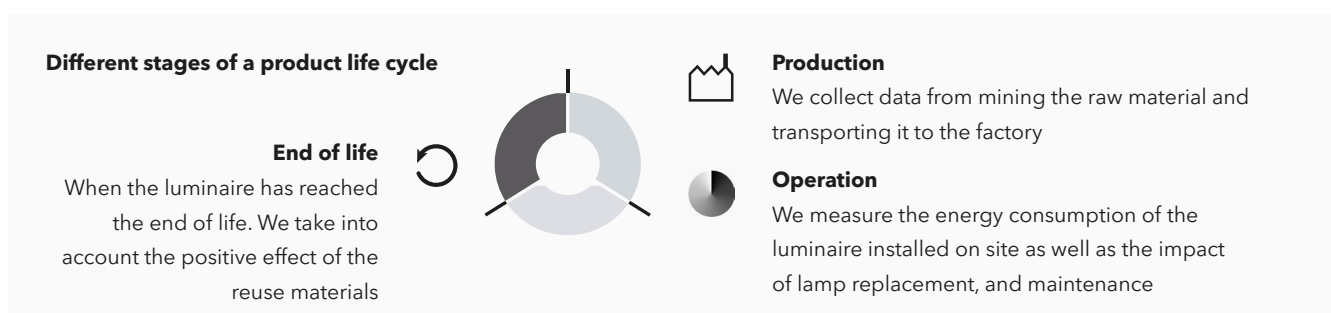 Different stages of a product life cycle
End of life
When the luminaire has reached
the end of life. We take into
account the positive effect of the
reuse materials
Production
We collect data from mining the raw material and
transporting it to the factory
Operation
We measure the energy consumption of the
luminaire installed on site as well as the impact
of lamp replacement, and maintenance